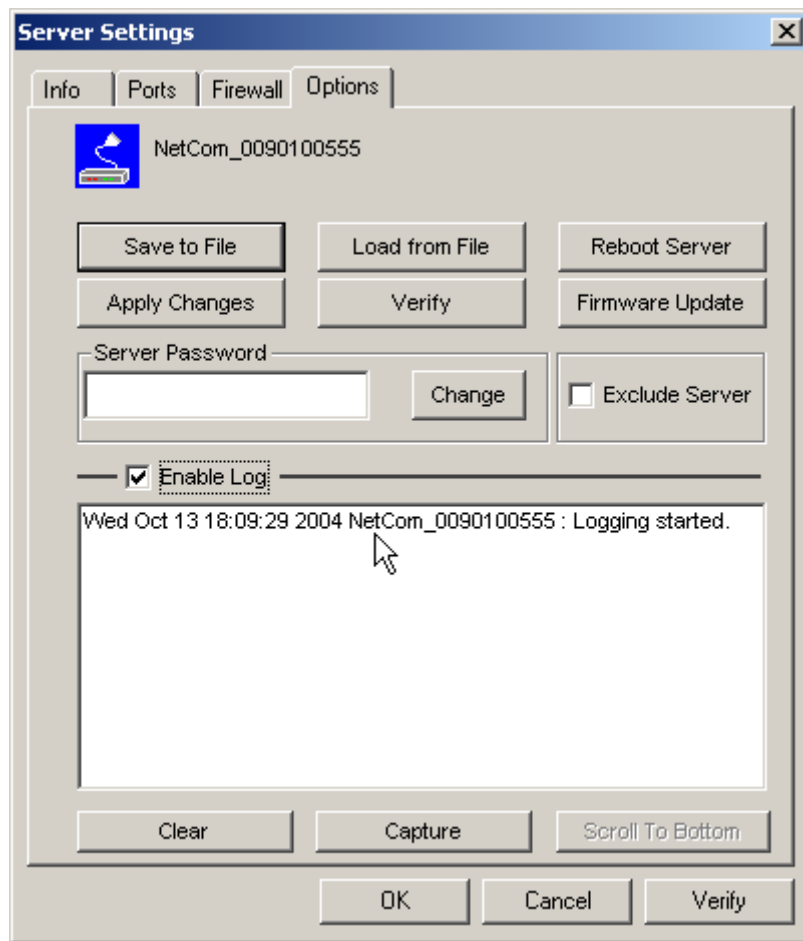 Server Settings
Info Ports Firewall Options
NetCom_0090100555
Save to File Load from File Reboot Server
Apply Changes Verify Firmware Update
Server Password
Change Exclude Server
Enable Log
Wed Oct 13 18:09:29 2004 NetCom_0090100555 : Logging started.
Clear Capture Scroll To Bottom
OK Cancel Verify